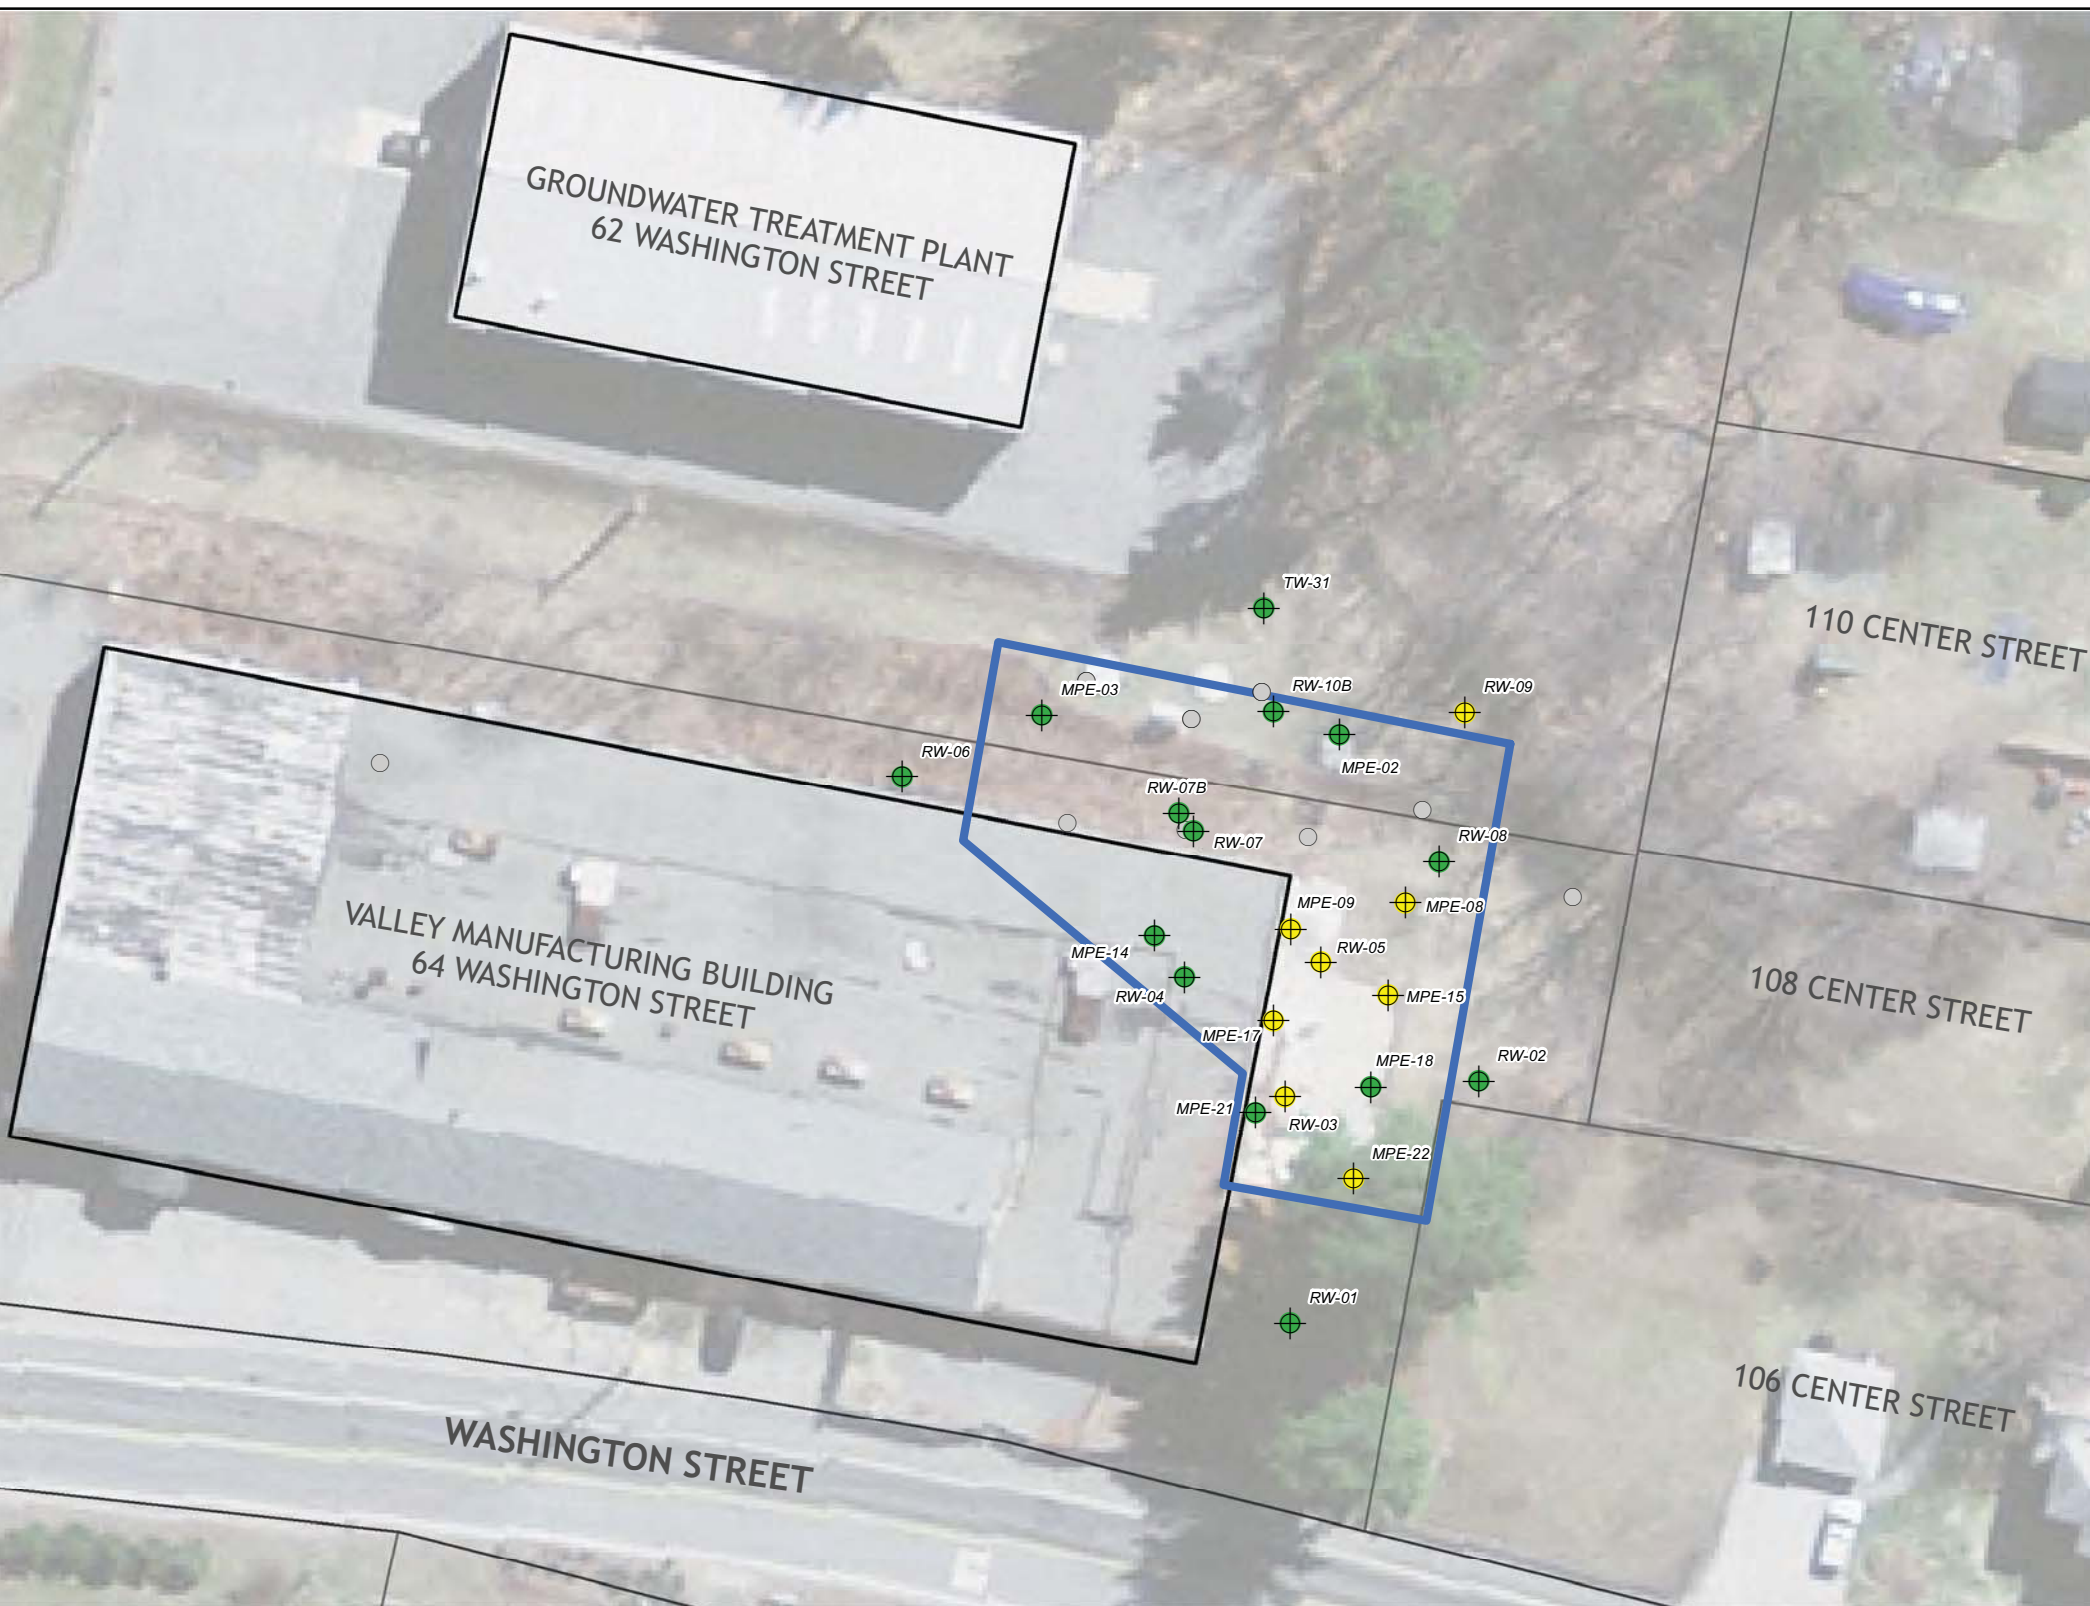 GROUNDWATER TREATMENT PLANT
62 WASHINGTON STREET
TW-31
110 CENTER STREET
MPE-03
RW-10B
RW-09
RW-06
MPE-02
RW-07B
RW-07
RW-08
MPE-09
MPE-08
VALLEY MANUFACTURING BUILDING
64 WASHINGTON STREET
MPE-14
RW-05
RW-04
MPE-15
108 CENTER STREET
MPE-17
MPE-18
RW-02
MPE-21
RW-03
MPE-22
RW-01
106 CENTER STREET
WASHINGTON STREET